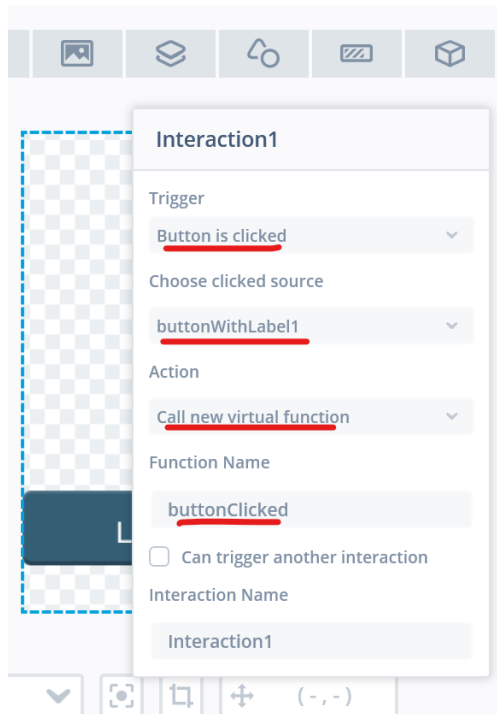 Interaction1
Trigger
Button is clicked
Choose clicked source
buttonWithLabel1
Action
Call new virtual function
Function Name
buttonClicked
Can trigger another interaction
Interaction Name
Interaction1
L
(-,-)